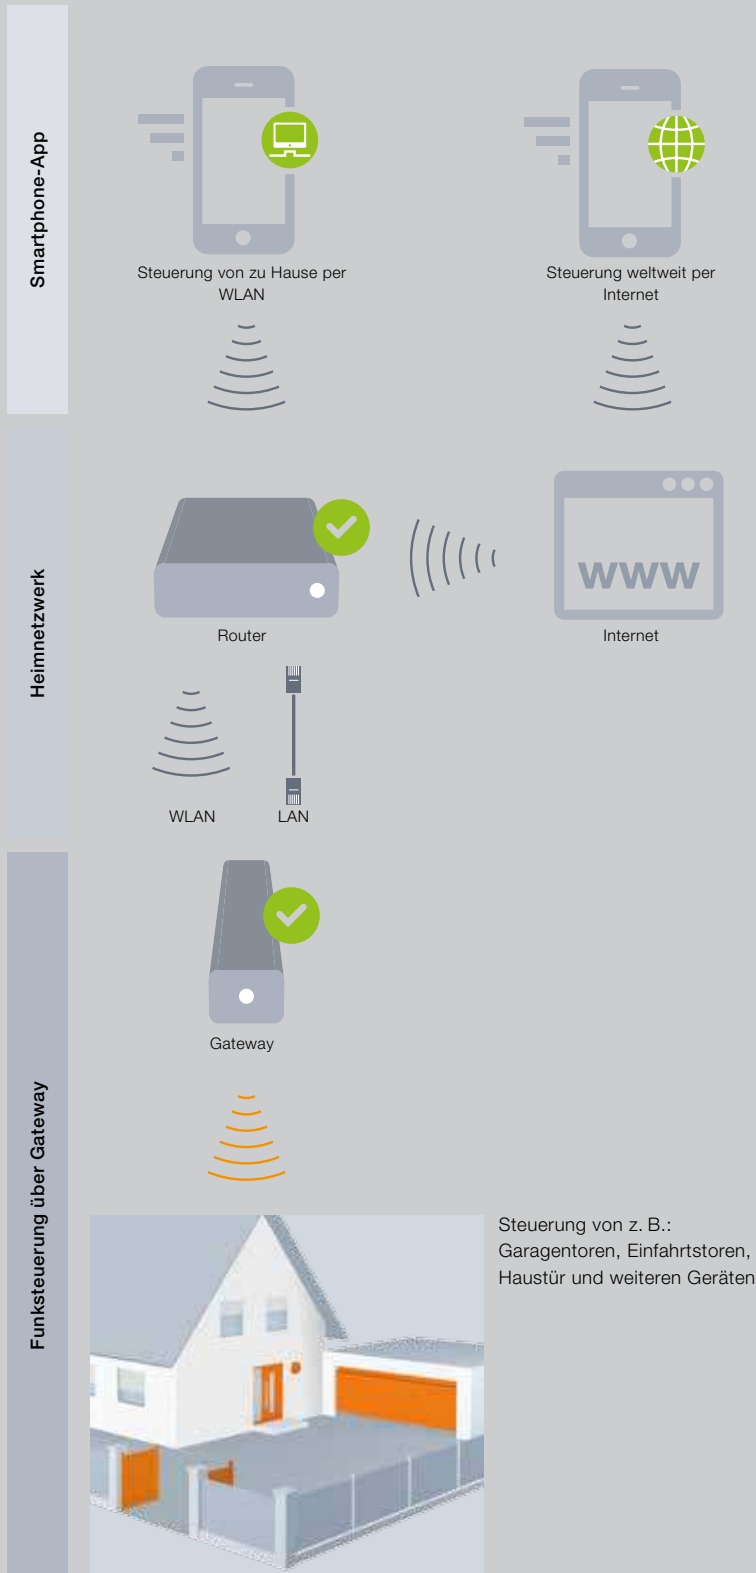 Smartphone-App
Steuerung von zu Hause per
WLAN
Steuerung weltweit per
Internet
Heimnetzwerk
Router
www
Internet
WLAN
LAN
Funksteuerung über Gateway
Gateway
Steuerung von z. B.:
Garagentoren, Einfahrtstoren,
Haustür und weiteren Geräten